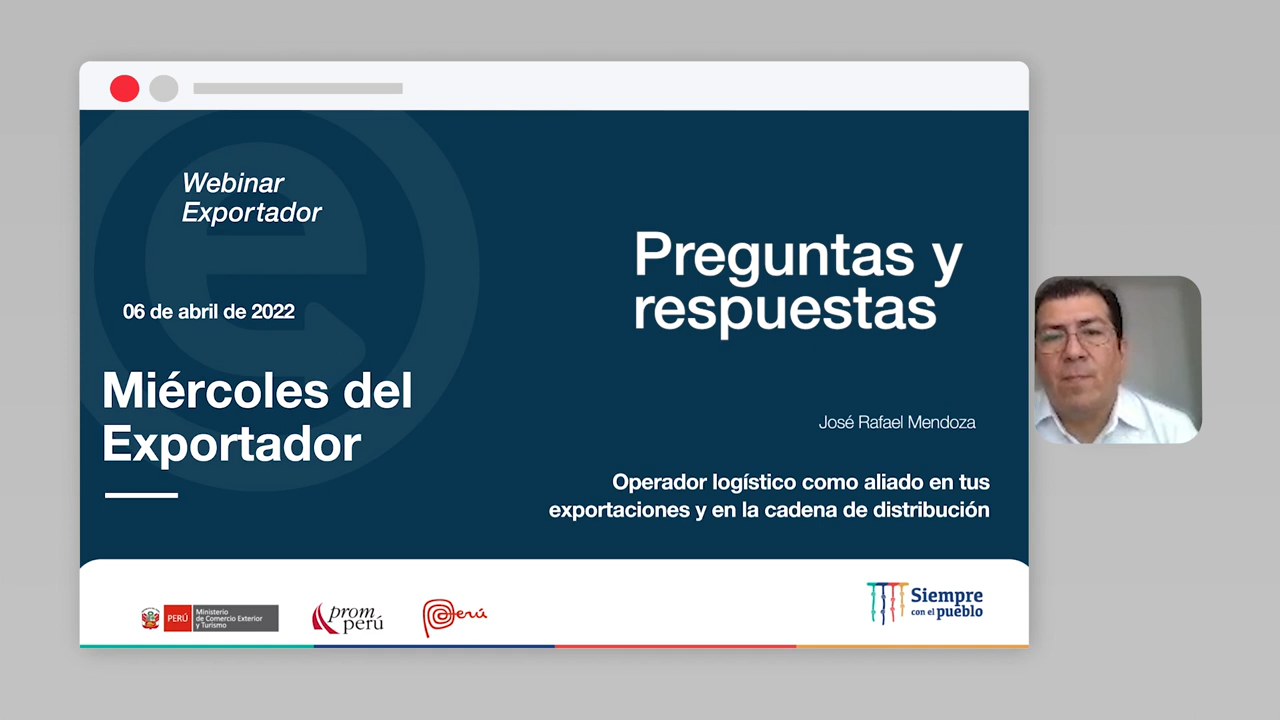 Webinar
Exportador
06 de abril de 2022
Miércoles del
Exportador
Preguntas y
respuestas
José Rafael Mendoza
Operador logístico como aliado en tus
exportaciones y en la cadena de distribución
PERÚ
Ministerio
de Comercio Exterior
y Turismo
prom
perú
Perú
Siempre
con el pueblo